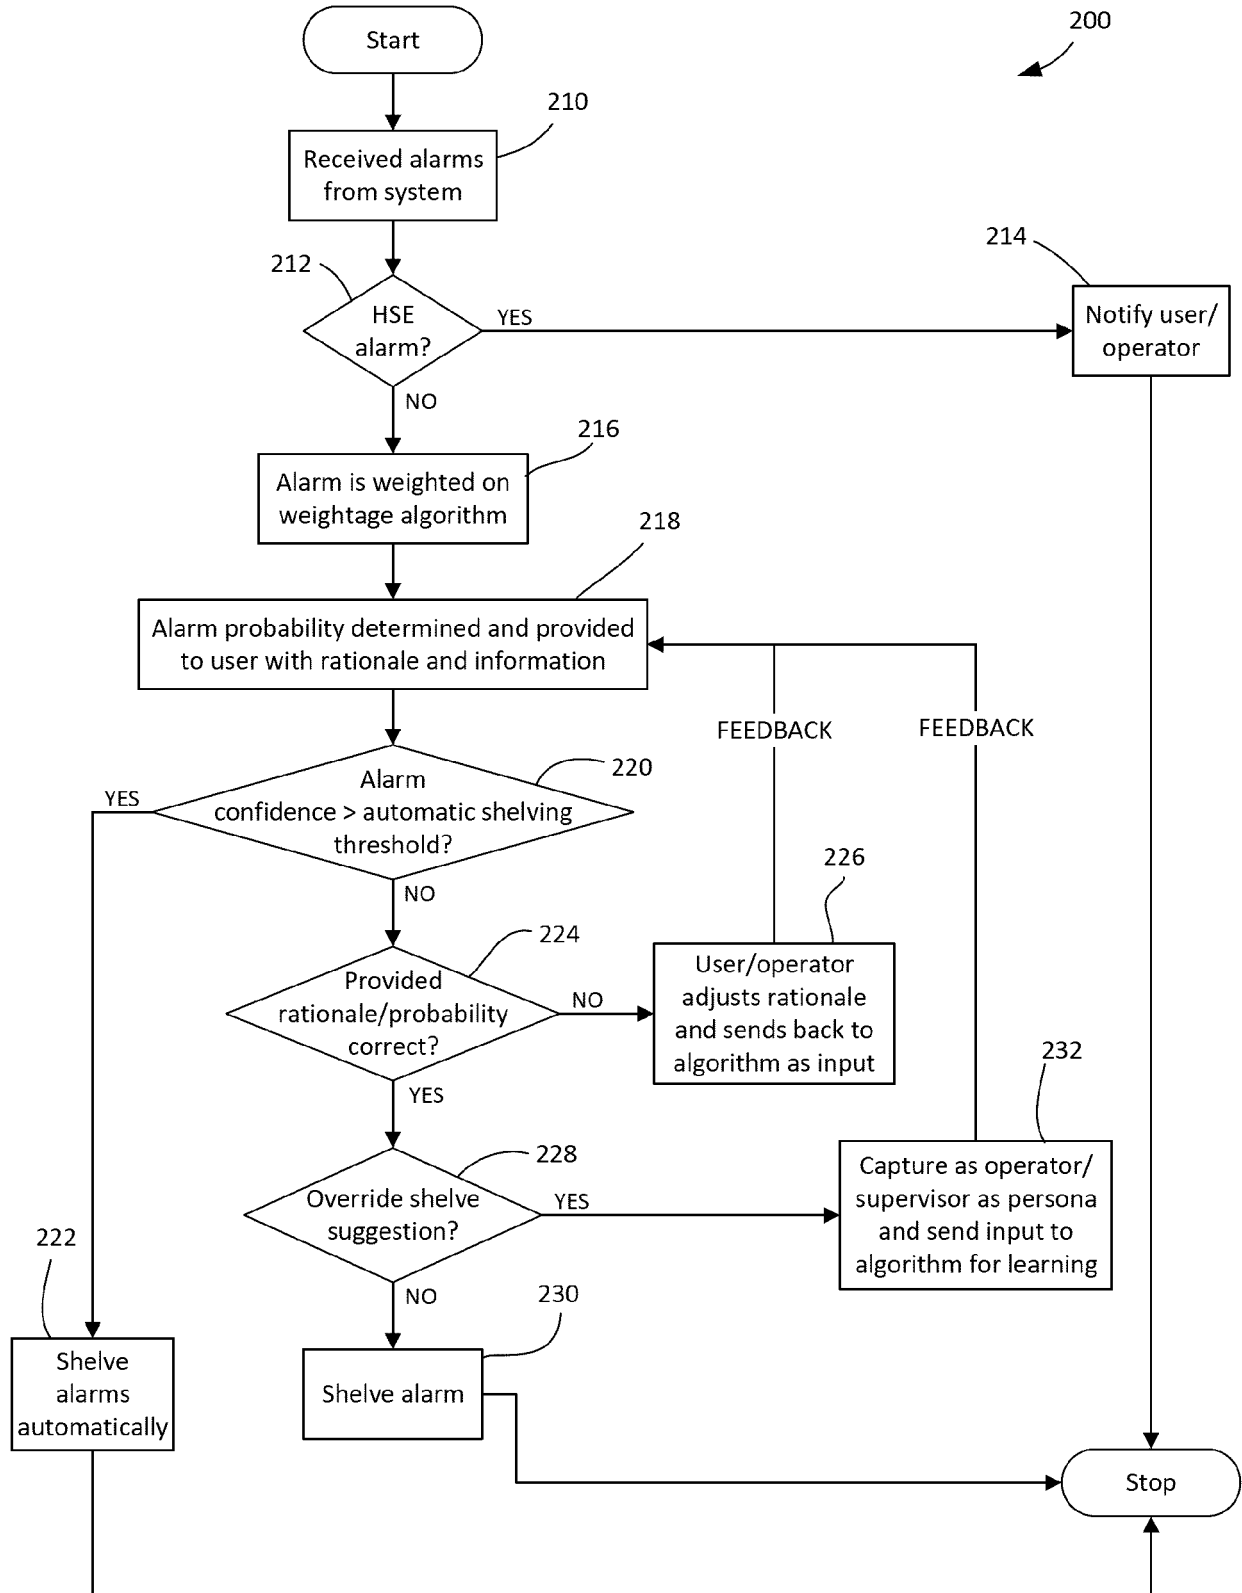 Start
200
210
Received alarms
from system
212
HSE
alarm?
YES
214
Notify user/
operator
NO
216
Alarm is weighted on
weightage algorithm
218
Alarm probability determined and provided
to user with rationale and information
FEEDBACK
FEEDBACK
220
Alarm
confidence > automatic shelving
threshold?
YES
NO
224
Provided
rationale/probability
correct?
NO
226
User/operator
adjusts rationale
and sends back to
algorithm as input
YES
228
Override shelve
suggestion?
YES
232
Capture as operator/
supervisor as persona
and send input to
algorithm for learning
NO
222
Shelve
alarms
automatically
230
Shelve alarm
Stop